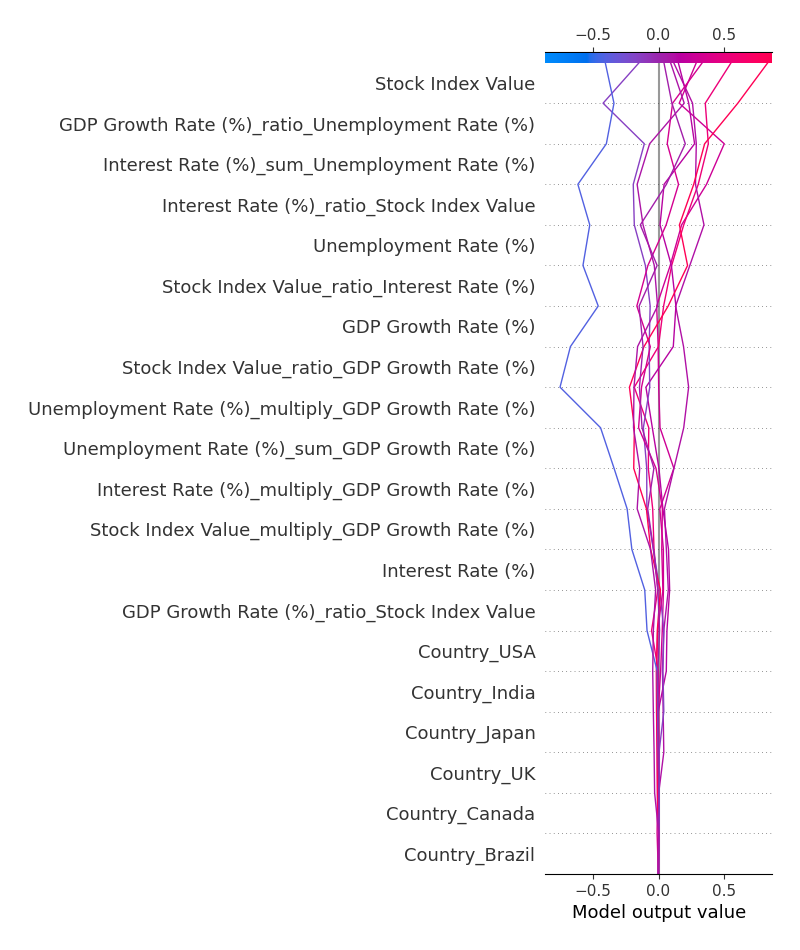 −0.5 0.0 0.5
Stock Index Value
GDP Growth Rate (%)_ratio_Unemployment Rate (%)
Interest Rate (%)_sum_Unemployment Rate (%)
Interest Rate (%)_ratio_Stock Index Value
Unemployment Rate (%)
Stock Index Value_ratio_Interest Rate (%)
GDP Growth Rate (%)
Stock Index Value_ratio_GDP Growth Rate (%)
Unemployment Rate (%)_multiply_GDP Growth Rate (%)
Unemployment Rate (%)_sum_GDP Growth Rate (%)
Interest Rate (%)_multiply_GDP Growth Rate (%)
Stock Index Value_multiply_GDP Growth Rate (%)
Interest Rate (%)
GDP Growth Rate (%)_ratio_Stock Index Value
Country_USA
Country_India
Country_Japan
Country_UK
Country_Canada
Country_Brazil
−0.5 0.0 0.5
Model output value